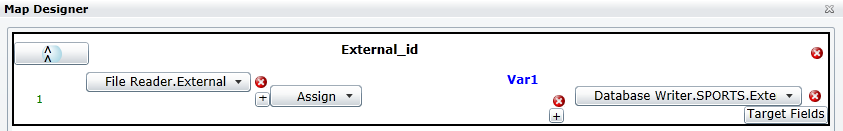 Map Designer
External_id
File Reader.External
Var1
1
Assign
Database Writer.SPORTS.Exte
Target Fields